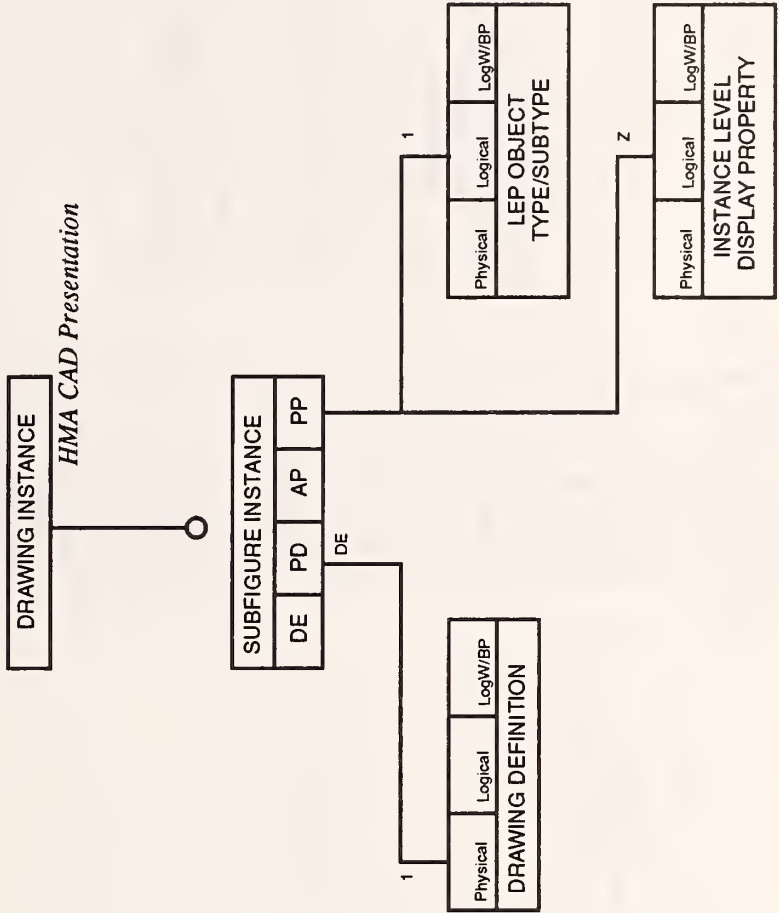 DRAWING INSTANCE
HMA CAD Presentation
SUBFIGURE INSTANCE
DE PD AP PP
DE
1
1
Physical Logical LogW/BP
DRAWING DEFINITION
Physical Logical LogW/BP
LEP OBJECT
TYPE/SUBTYPE
Z
Physical Logical LogW/BP
INSTANCE LEVEL
DISPLAY PROPERTY